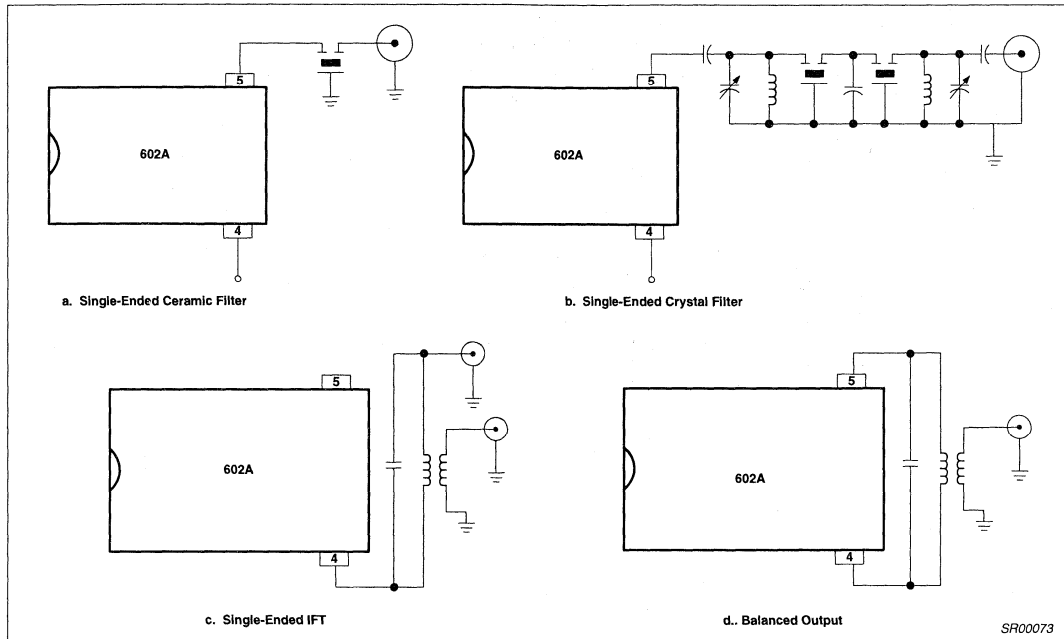 5
602A
4
a. Single-Ended Ceramic Filter
5
602A
4
b. Single-Ended Crystal Filter
5
602A
4
c. Single-Ended IFT
5
602A
4
d.. Balanced Output
SR00073